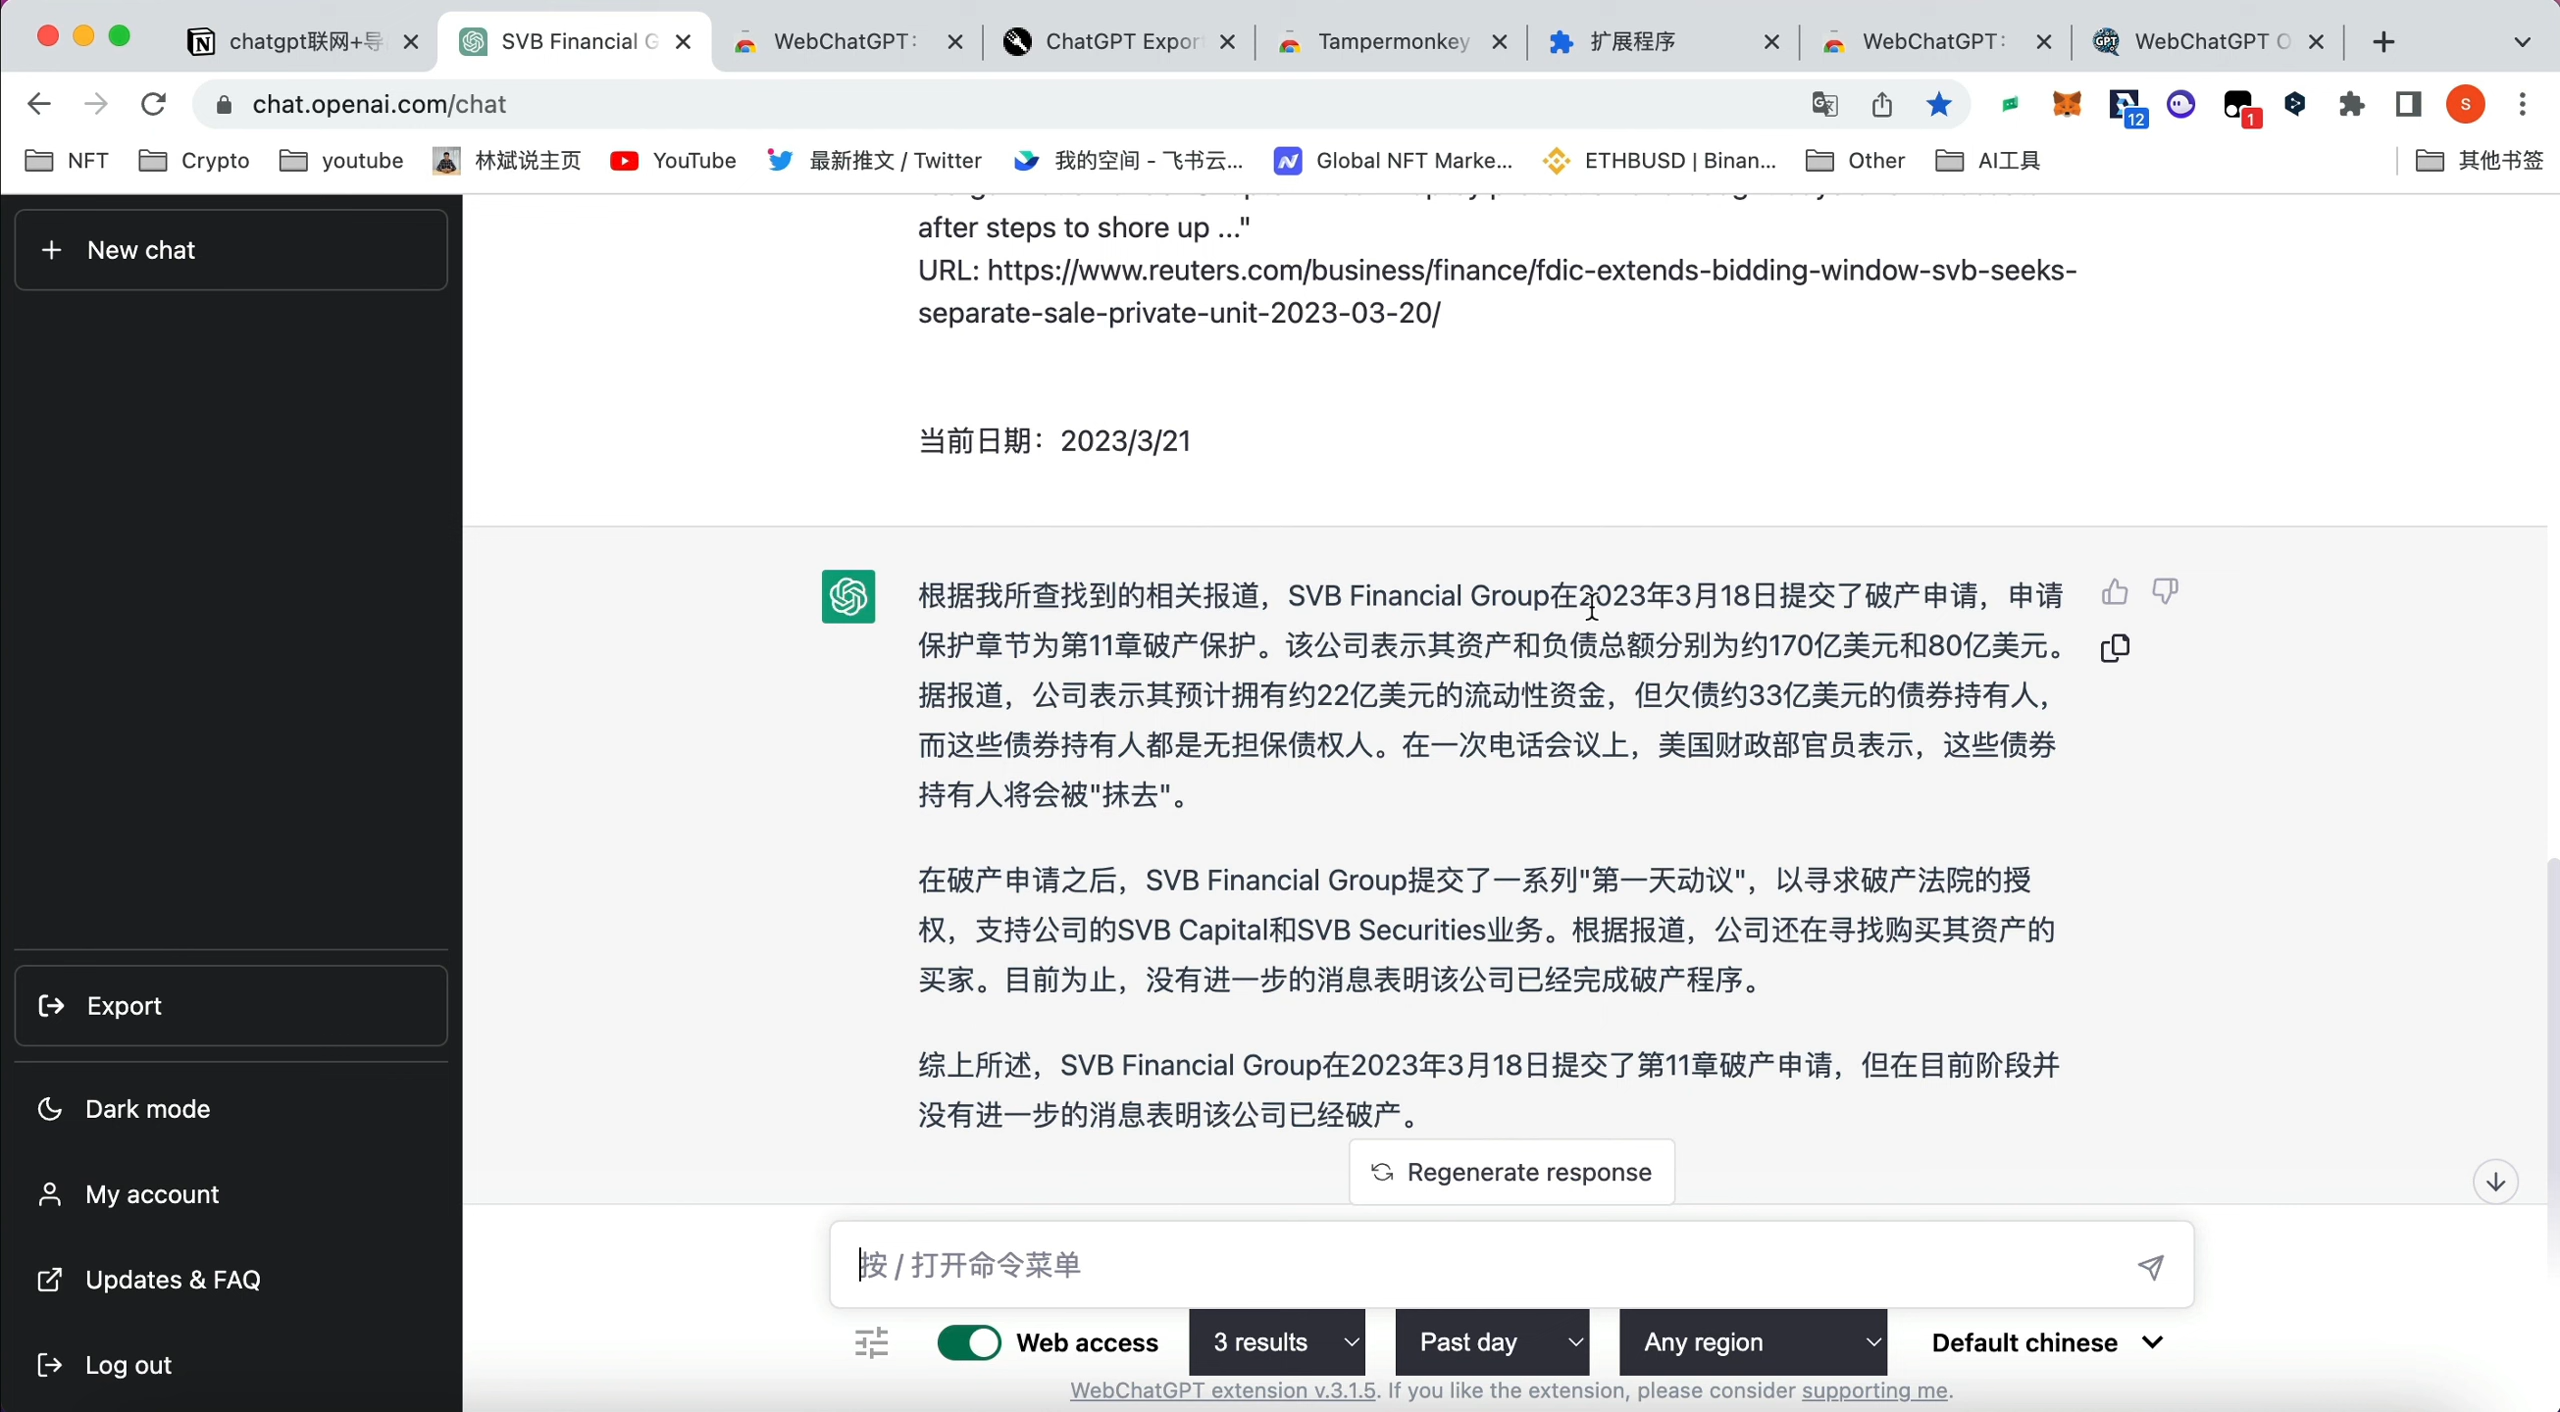 chatgpt联网+导
SVB Financial G
WebChatGPT:
ChatGPT Expor
Tampermonkey
扩展程序
WebChatGPT:
WebChatGPT O
chat.openai.com/chat
12
1
S
NFT
Crypto
youtube
林斌说主页
YouTube
最新推文 / Twitter
我的空间 - 飞书云...
Global NFT Marke...
ETHBUSD | Binan...
Other
AI工具
其他书签
New chat
after steps to shore up ..."
URL: https://www.reuters.com/business/finance/fdic-extends-bidding-window-svb-seeks-
separate-sale-private-unit-2023-03-20/
当前日期：2023/3/21
根据我所查找到的相关报道，SVB Financial Group在2023年3月18日提交了破产申请，申请
保护章节为第11章破产保护。该公司表示其资产和负债总额分别为约170亿美元和80亿美元。
据报道，公司表示其预计拥有约22亿美元的流动性资金，但欠债约33亿美元的债券持有人，
而这些债券持有人都是无担保债权人。在一次电话会议上，美国财政部官员表示，这些债券
持有人将会被"抹去"。
在破产申请之后，SVB Financial Group提交了一系列"第一天动议"，以寻求破产法院的授
权，支持公司的SVB Capital和SVB Securities业务。根据报道，公司还在寻找购买其资产的
买家。目前为止，没有进一步的消息表明该公司已经完成破产程序。
综上所述，SVB Financial Group在2023年3月18日提交了第11章破产申请，但在目前阶段并
没有进一步的消息表明该公司已经破产。
Export
Dark mode
My account
Updates & FAQ
Log out
Regenerate response
按 / 打开命令菜单
Web access
3 results
Past day
Any region
Default chinese
WebChatGPT extension v.3.1.5. If you like the extension, please consider supporting me.